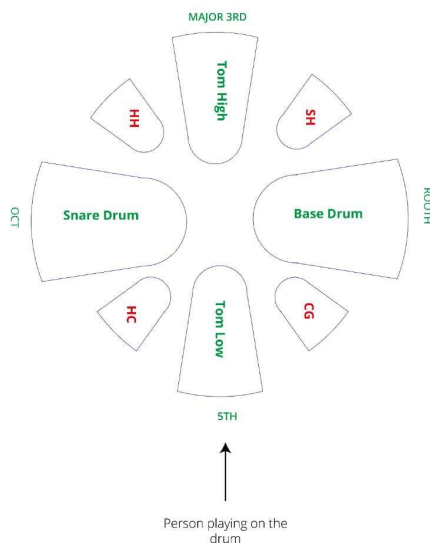 MAJOR 3RD
Tom High
HH
SH
OCT
Snare Drum
Base Drum
ROOTH
HC
Tom Low
CG
5TH
Person playing on the
drum